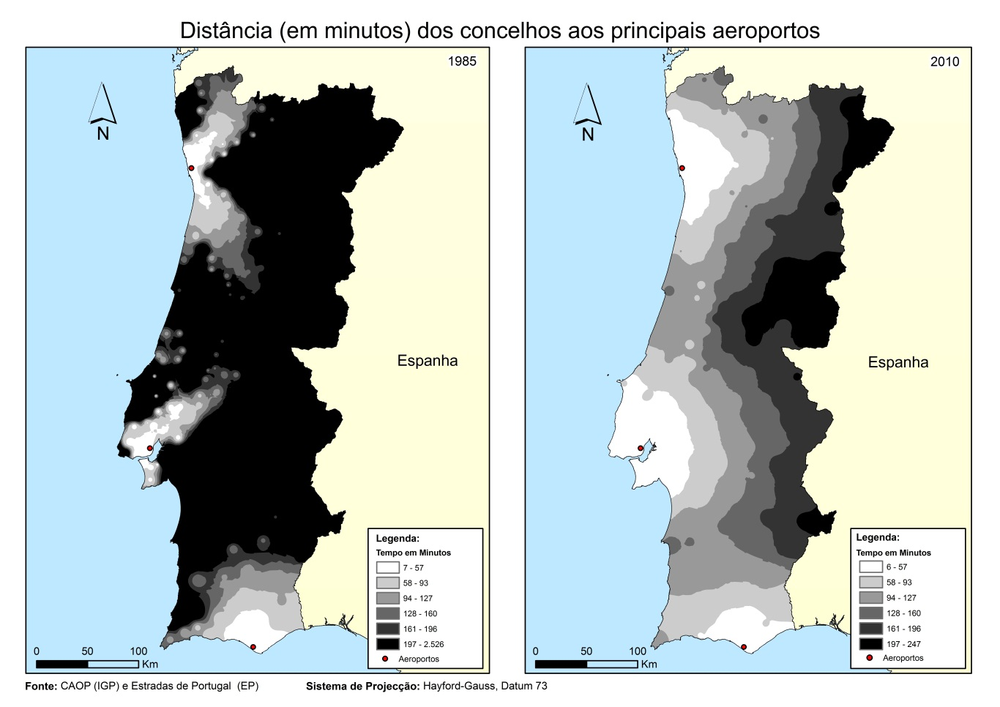 Distância (em minutos) dos concelhos aos principais aeroportos
1985
N
Espanha
Legenda:
Tempo em Minutos
7 - 57
58 - 93
94 - 127
128 - 160
161 - 196
197 - 2.526
Aeroportos
0 50 100
Km
2010
N
Espanha
Legenda:
Tempo em Minutos
6 - 57
58 - 93
94 - 127
128 - 160
161 - 196
197 - 247
Aeroportos
0 50 100
Km
Fonte: CAOP (IGP) e Estradas de Portugal (EP) Sistema de Projecção: Hayford-Gauss, Datum 73